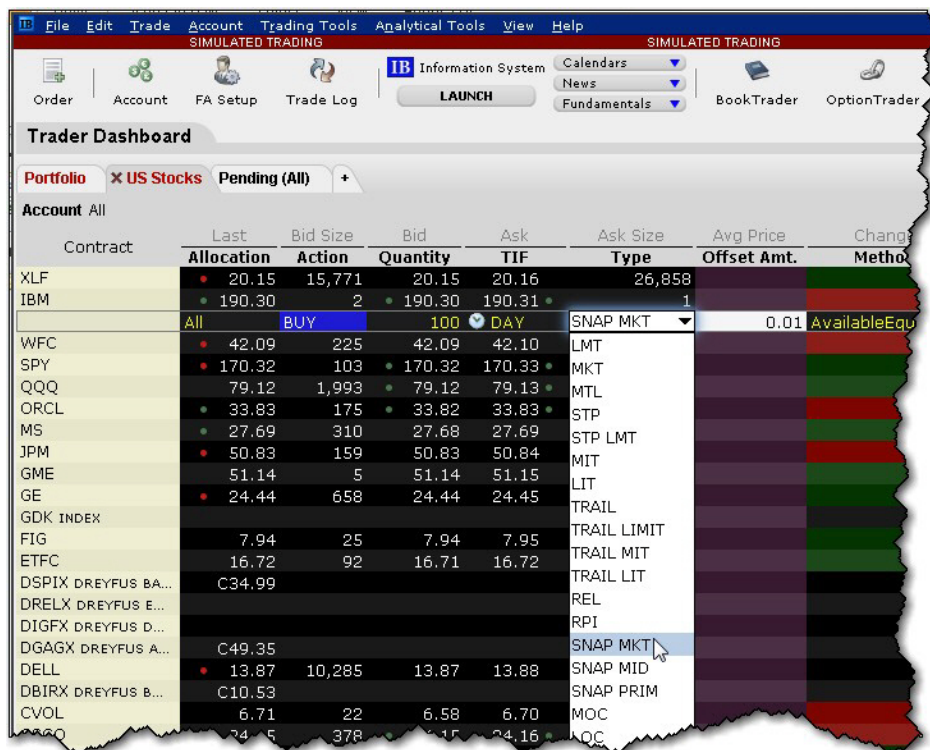 File Edit Trade Account Trading Tools Analytical Tools View Help
SIMULATED TRADING SIMULATED TRADING
IB Information System
Calendars
News
Fundamentals
Order Account FA Setup Trade Log LAUNCH BookTrader OptionTrader
Trader Dashboard
Portfolio X US Stocks Pending (All) +
Account All
Contract
Last Bid Size Bid Ask Ask Size Avg Price Change
Allocation Action Quantity TIF Type Offset Amt. Metho
XLF 20.15 15,771 20.15 20.16 26,858
IBM 190.30 2 190.30 190.31 1
All BUY 100 DAY SNAP MKT 0.01 AvailableEqu
WFC 42.09 225 42.09 42.10 LMT
SPY 170.32 103 170.32 170.33 MKT
QQQ 79.12 1,993 79.12 79.13 MTL
ORCL 33.83 175 33.82 33.83 STP
MS 27.69 310 27.68 27.69 STP LMT
JPM 50.83 159 50.83 50.84 MIT
GME 51.14 5 51.14 51.15 LIT
GE 24.44 658 24.44 24.45 TRAIL
GDK INDEX TRAIL LIMIT
FIG 7.94 25 7.94 7.95 TRAIL MIT
ETFC 16.72 92 16.71 16.72 TRAIL LIT
DSPIX DREYFUS BA... C34.99
DRELX DREYFUS E... REL
DIGFX DREYFUS D... RPI
DGAGX DREYFUS A... C49.35 SNAP MKT
DELL 13.87 10,285 13.87 13.88 SNAP MID
DBIRX DREYFUS B... C10.53 SNAP PRIM
CVOL 6.71 22 6.58 6.70 MOC
378 24.16 LOC